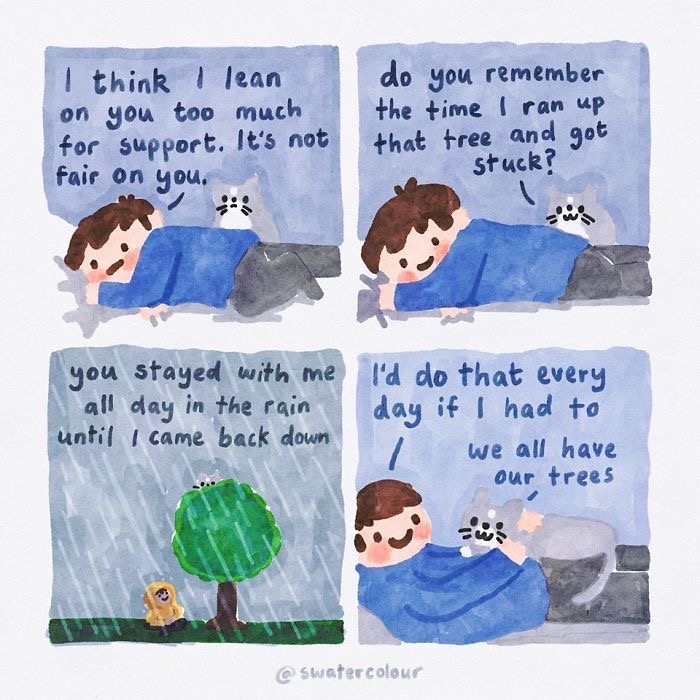 I think I lean
on you too much
for support. It's not
fair on you.
do you remember
the time I ran up
that tree and got
stuck?
you stayed with me
all day in the rain
until I came back down
I'd do that every
day if I had to
we all have
our trees
@swatercolour